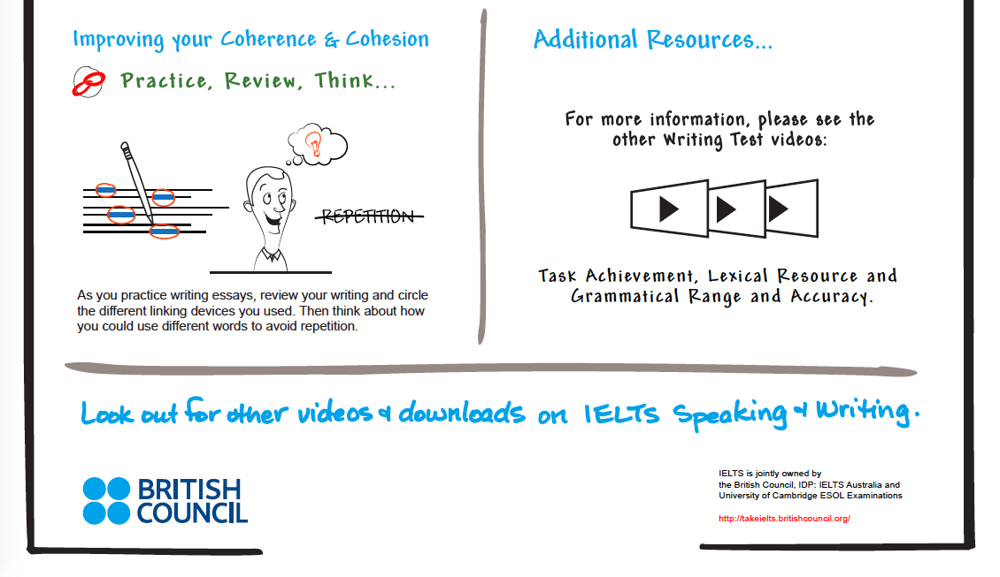 Improving your Coherence & Cohesion
Practice, Review, Think...
REPETITION
As you practice writing essays, review your writing and circle
the different linking devices you used. Then think about how
you could use different words to avoid repetition.
Additional Resources...
For more information, please see the
other Writing Test videos:
Task Achievement, Lexical Resource and
Grammatical Range and Accuracy.
Look out for other videos & downloads on IELTS Speaking & Writing.
BRITISH
COUNCIL
IELTS is jointly owned by
the British Council, IDP: IELTS Australia and
University of Cambridge ESOL Examinations
http://takeielts.britishcouncil.org/